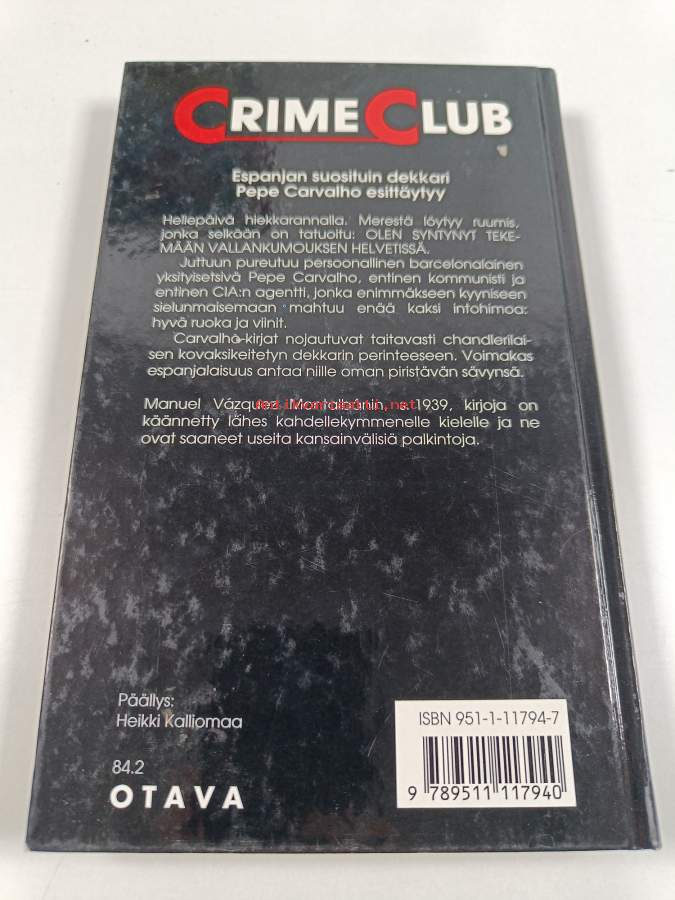 CRIME CLUB
Espanjan suosituin dekkari
Pepe Carvalho esittäytyy
Hellepäivä hiekkarannalla. Merestä löytyy ruumis,
jonka selkään on tatuoitu: OLEN SYNTYNYT TEKE-
MÄÄN VALLANKUMOUKSEN HELVETISSÄ.
Juttuun pureutuu persoonallinen barcelonalainen
yksityisetsivä Pepe Carvalho, entinen kommunisti ja
entinen CIA:n agentti, jonka enimmäkseen kyyniseen
sielunmaisemaan mahtuu enää kaksi intohimoa:
hyvä ruoka ja viinit.
Carvalho-kirjat nojautuvat taitavasti chandlerilai-
sen kovaksikeitetyn dekkarin perinteeseen. Voimakas
espanjalaisuus antaa niille oman piristävän sävynsä.
Manuel Vázquez Montalbánin, s.1939, kirjoja on
käännetty lähes kahdellekymmenelle kielelle ja ne
ovat saaneet useita kansainvälisiä palkintoja.
Päällys:
Heikki Kalliomaa
84.2
OTAVA
ISBN 951-1-11794-7
9 789511 117940